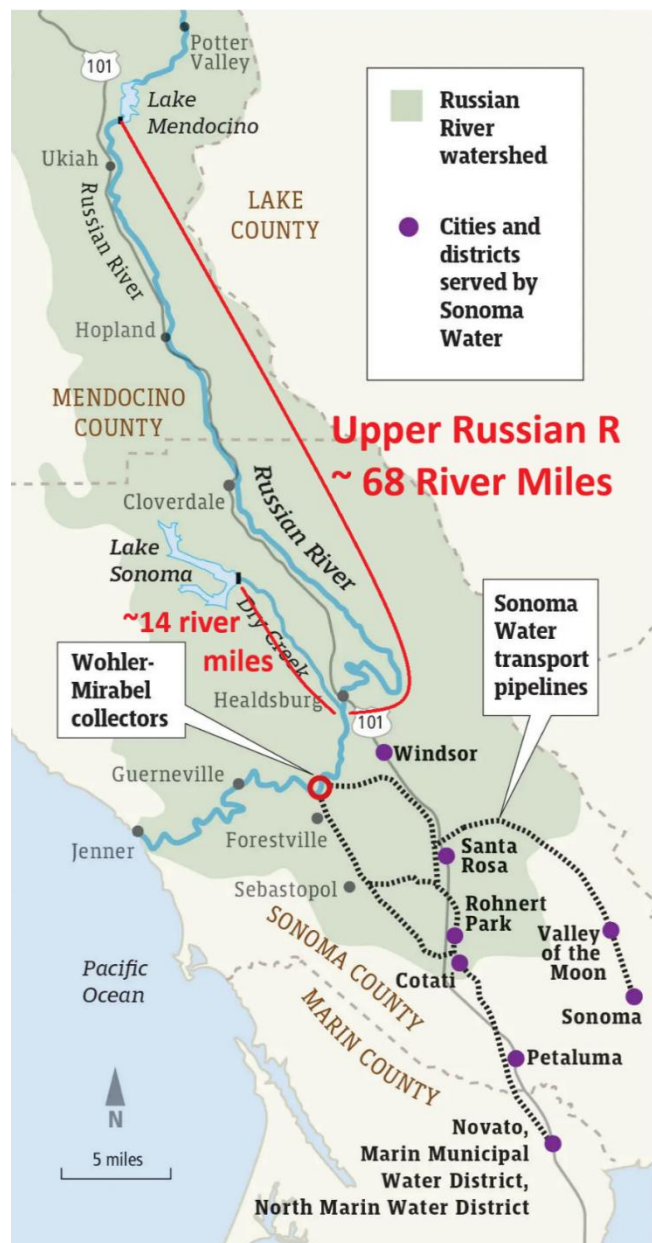 Potter
Valley
101
Lake
Mendocino
Ukiah
Russian River
LAKE
COUNTY
Russian
River
watershed
Cities and
districts
served by
Sonoma
Water
Hopland
MENDOCINO
COUNTY
Upper Russian R
~ 68 River Miles
Cloverdale
Russian River
Lake
Sonoma
Dry Creek
~14 river
miles
Sonoma
Water
transport
pipelines
Wohler-
Mirabel
collectors
Healdsburg
101
Windsor
Guerneville
Jenner
Forestville
Santa
Rosa
Sebastopol
Rohnert
Park
Valley
of the
Moon
SONOMA COUNTY
Cotati
Sonoma
Pacific
Ocean
MARIN COUNTY
Petaluma
N
5 miles
Novato,
Marin Municipal
Water District,
North Marin Water District